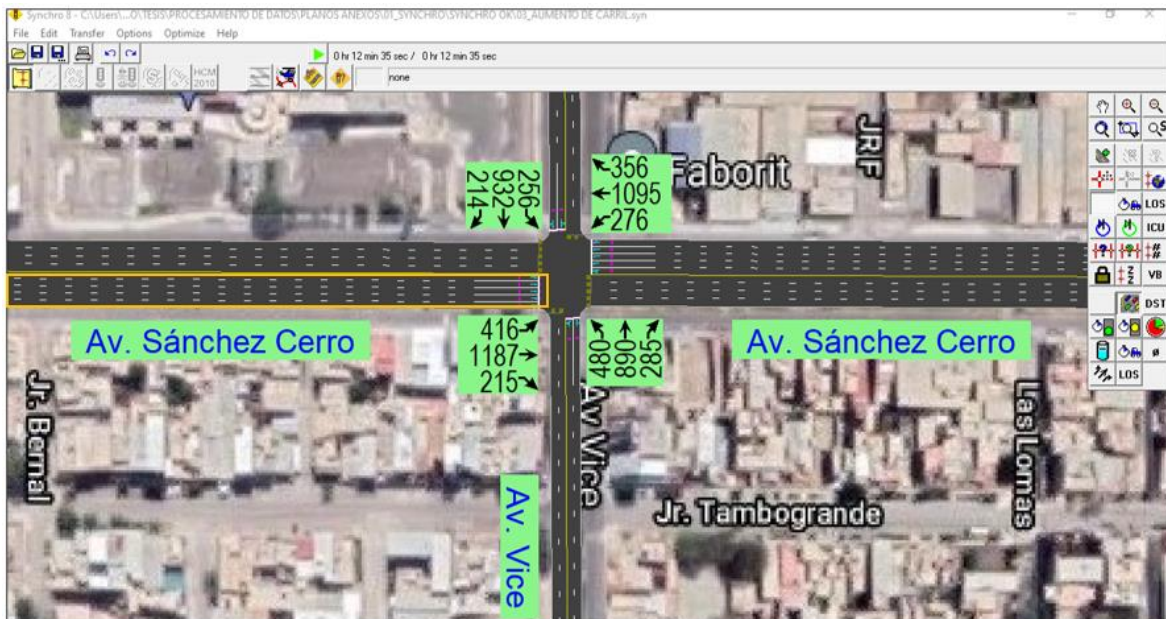 Synchro 8 - C:\Users\...O\TESIS\PROCESAMIENTO DE DATOS\PLANOS ANEXOS\01_SYNCHRO\SYNCHRO OK\03_AUMENTO DE CARRIL.syn
File Edit Transfer Options Optimize Help
0 hr 12 min 35 sec / 0 hr 12 min 35 sec
HCM 2010
none
LOS
ICU
VB
DST
ø
LOS
214 932 256
356
1095
276
Faborit
JRF
Av. Sánchez Cerro
416
1187
215
480 890 285
Av. Sánchez Cerro
Jr. Bernal
Av Vice
Las Lomas
Av. Vice
Jr. Tambogrande